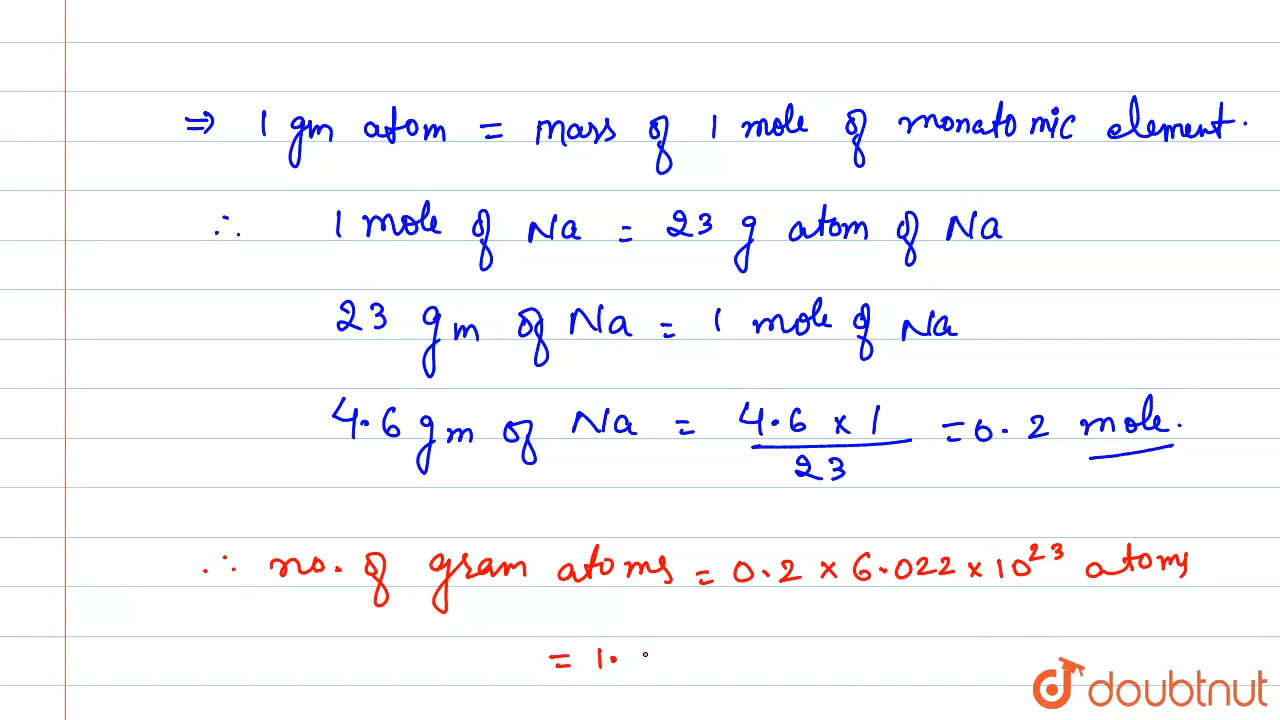 ⇒ 1 gm atom = mass of 1 mole of monatomic element.
∴ 1 mole of Na = 23 g atom of Na
23 gm of Na = 1 mole of Na
4.6 gm of Na = 4.6 × 1 / 23 = 0.2 mole.
∴ no. of gram atoms = 0.2 × 6.022 × 10²³ atoms
= 1.
doubtnut